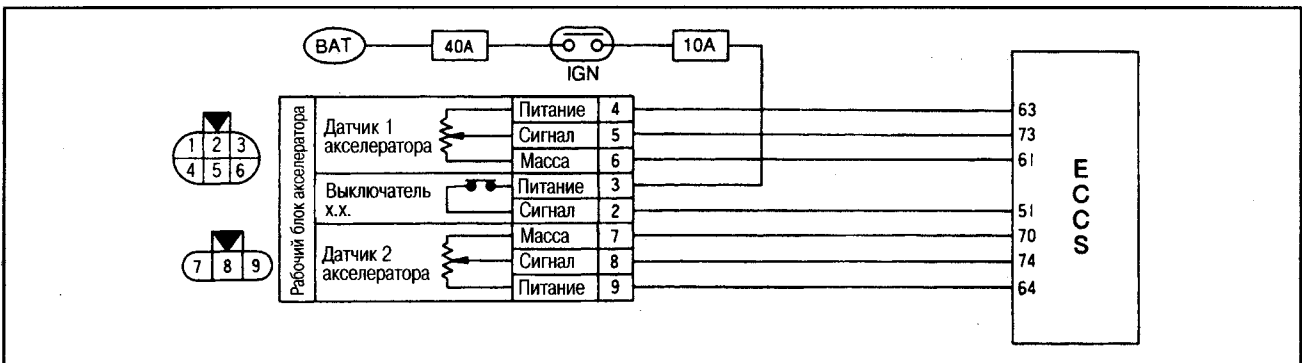 BAT 40A IGN 10A
Рабочий блок акселератора
Датчик 1 акселератора
Питание 4 63
Сигнал 5 73
Масса 6 61
Выключатель х.х.
Питание 3
Сигнал 2 51
Датчик 2 акселератора
Масса 7 70
Сигнал 8 74
Питание 9 64
1 2 3
4 5 6
7 8 9
ECCS